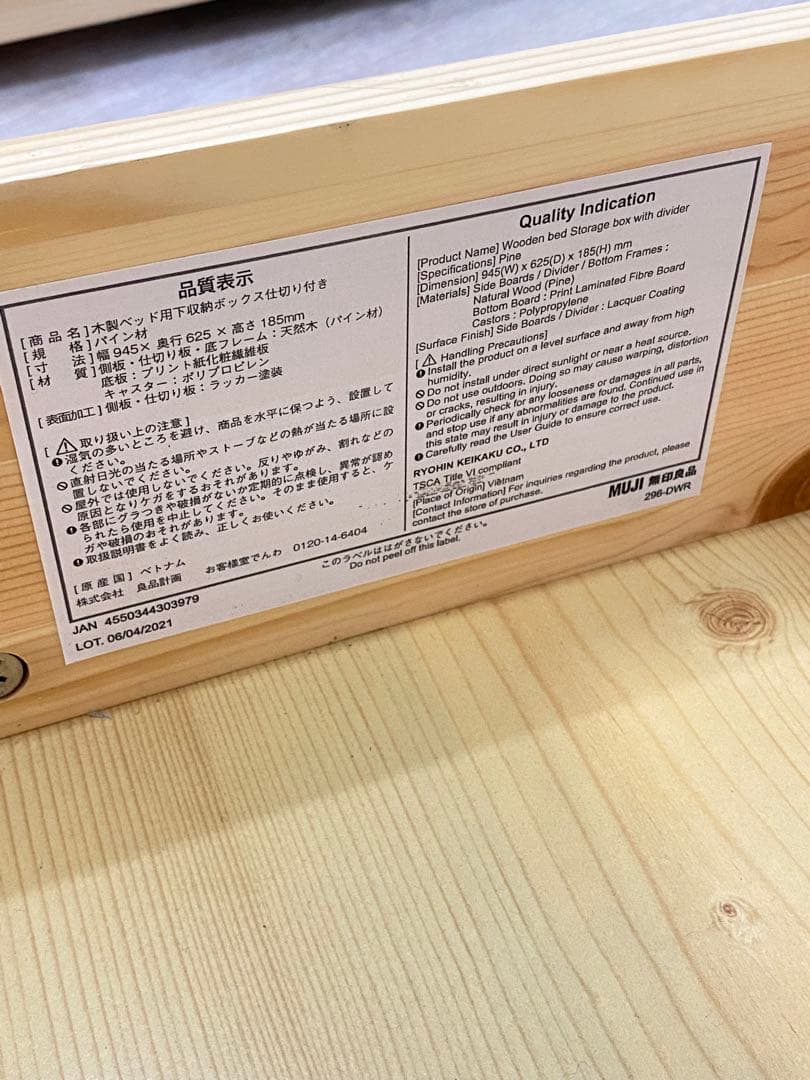 品質表示
[商 品 名] 木製ベッド用下収納ボックス仕切り付き
[規 格] パイン材
[寸 法] 幅 945× 奥行 625 × 高さ 185mm
[材 質] 側板・仕切り板・底フレーム：天然木（パイン材）
底板：プリント紙化粧繊維板
キャスター：ポリプロピレン
[表面加工] 側板・仕切り板：ラッカー塗装
[ 取り扱い上の注意 ]
湿気の多いところを避け、商品を水平に保つよう、設置して
ください。
直射日光の当たる場所やストーブなどの熱が当たる場所に設
置しないでください。
屋外では使用しないでください。反りやゆがみ、割れなどの
原因となりケガをするおそれがあります。
各部にグラつきや破損がないか定期的に点検し、異常が認め
られたら使用を中止してください。そのまま使用すると、ケ
ガや破損のおそれがあります。
取扱説明書をよく読み、正しくお使いください。
[原 産 国] ベトナム
株式会社 良品計画 お客様室でんわ 0120-14-6404
JAN 4550344303979
LOT. 06/04/2021
Quality Indication
[Product Name] Wooden bed Storage box with divider
[Specifications] Pine
[Dimension] 945(W) x 625(D) x 185(H) mm
[Materials] Side Boards / Divider / Bottom Frames :
Natural Wood (Pine)
Bottom Board : Print Laminated Fibre Board
Castors : Polypropylene
[Surface Finish] Side Boards / Divider : Lacquer Coating
[ Handling Precautions]
Install the product on a level surface and away from high
humidity.
Do not install under direct sunlight or near a heat source.
Do not use outdoors. Doing so may cause warping, distortion
or cracks, resulting in injury.
Periodically check for any looseness or damages in all parts,
and stop use if any abnormalities are found. Continued use in
this state may result in injury or damage to the product.
Carefully read the User Guide to ensure correct use.
RYOHIN KEIKAKU CO., LTD
TSCA Title VI compliant
[Place of Origin] Viêtnam
[Contact Information] For inquiries regarding the product, please
contact the store of purchase.
MUJI 無印良品
296-DWR
このラベルははがさないでください。
Do not peel off this label.